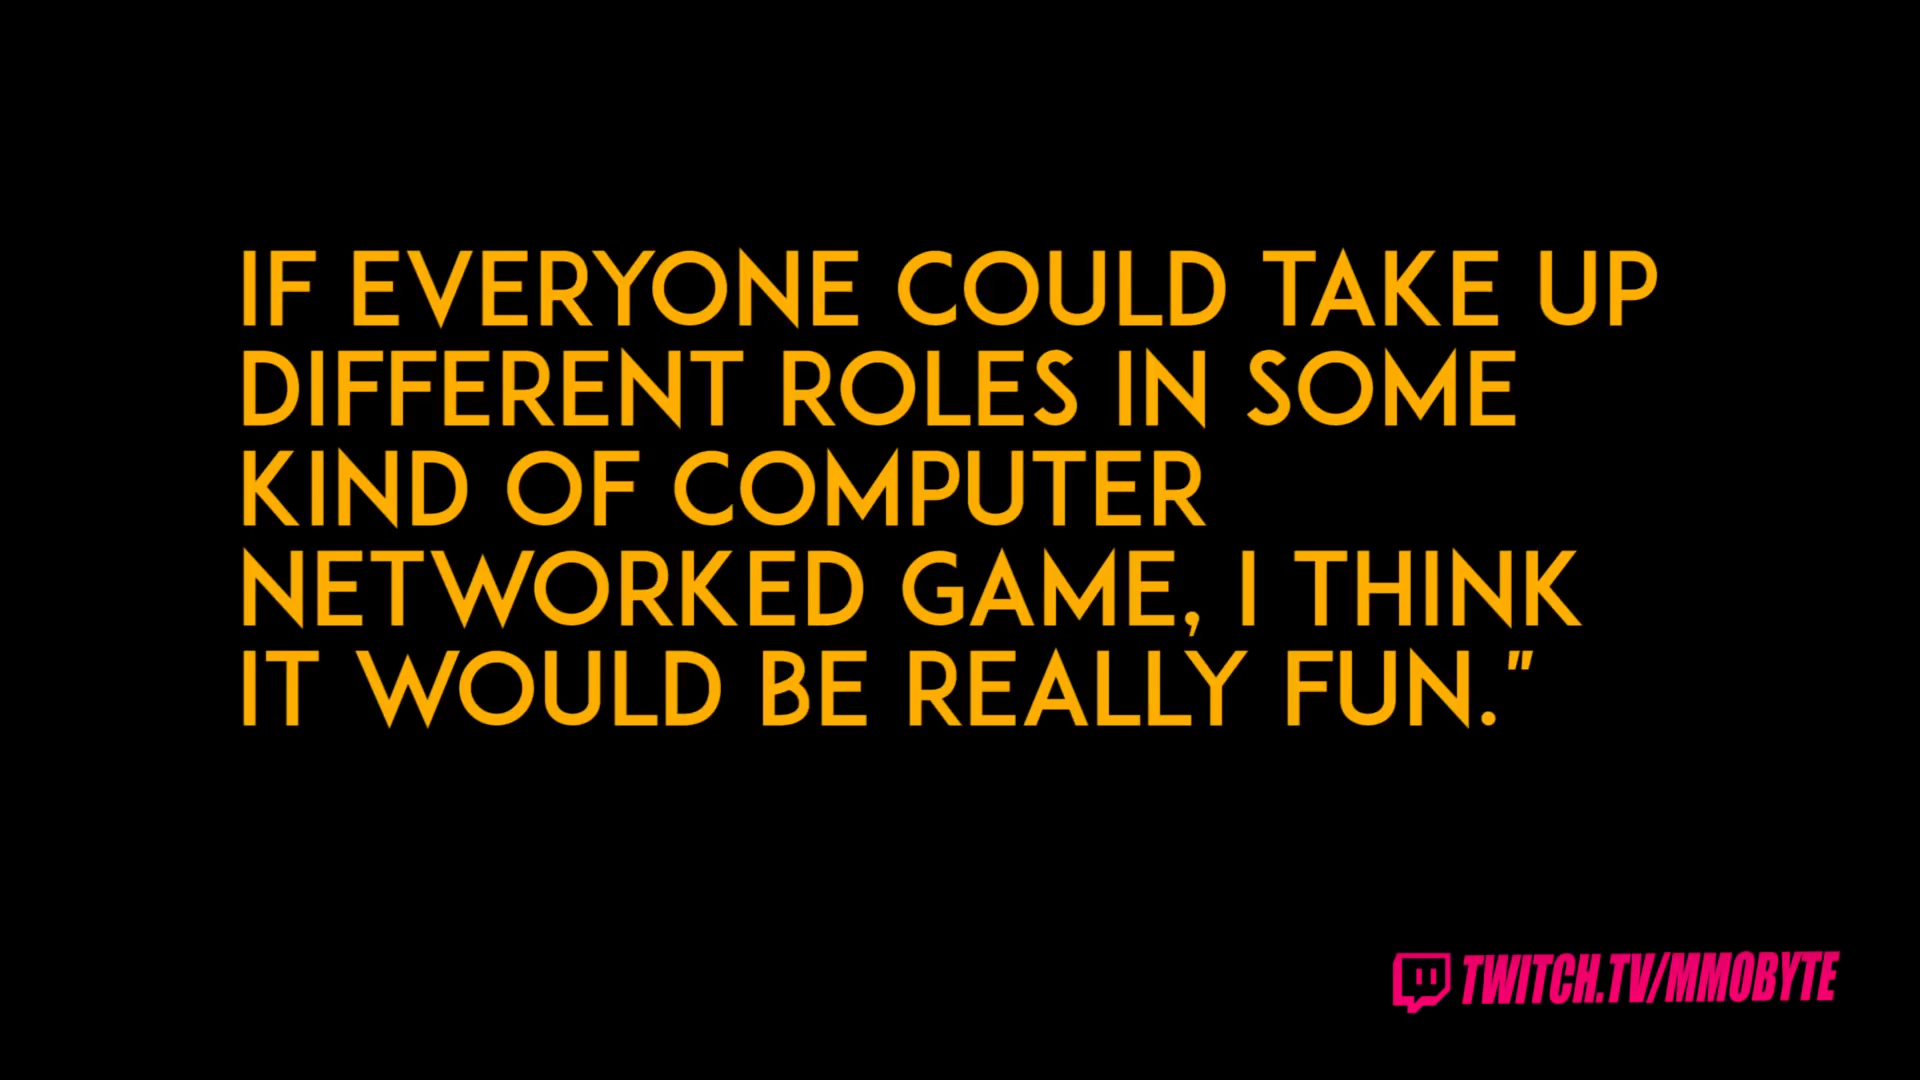 IF EVERYONE COULD TAKE UP
DIFFERENT ROLES IN SOME
KIND OF COMPUTER
NETWORKED GAME, I THINK
IT WOULD BE REALLY FUN."
TWITCH.TV/MMOBYTE